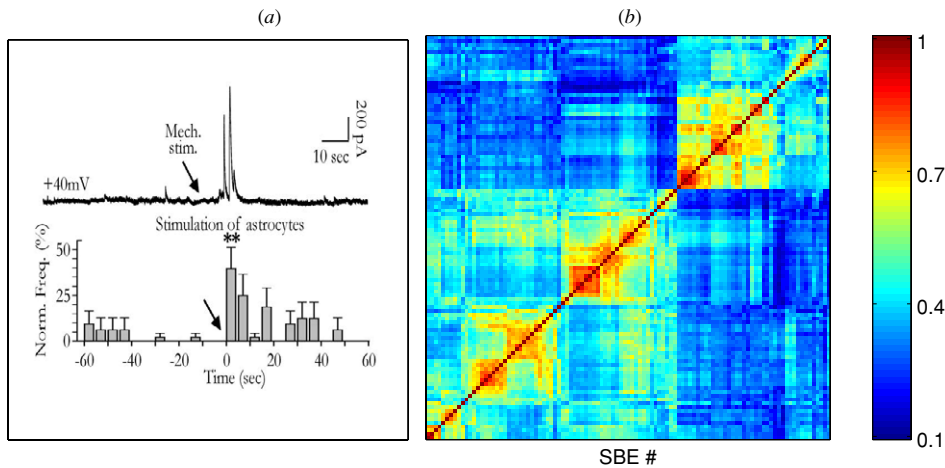 (a)
(b)
Mech.
stim.
200 pA
10 sec
+40mV
Stimulation of astrocytes
**
Norm. Freq. (%)
50
25
0
-60 -40 -20 0 20 40 60
Time (sec)
SBE #
1
0.7
0.4
0.1